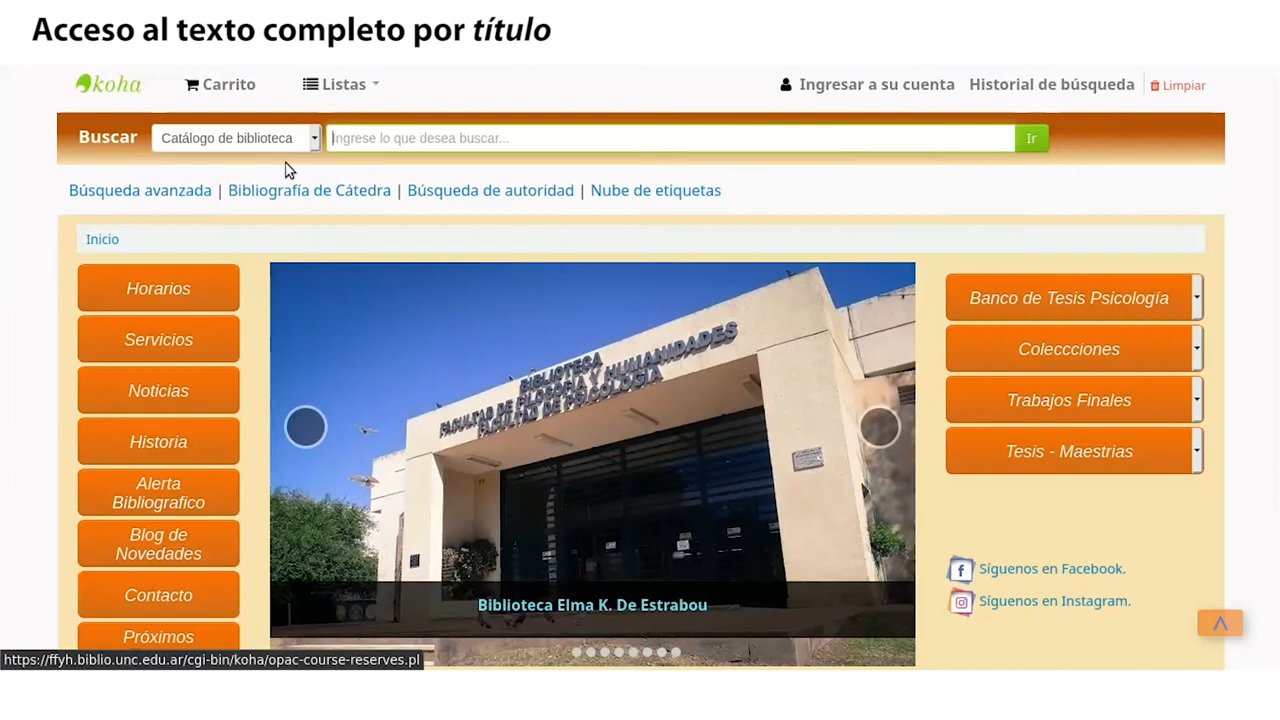 Acceso al texto completo por título
koha Carrito Listas Ingresar a su cuenta Historial de búsqueda Limpiar
Buscar Catálogo de biblioteca Ingrese lo que desea buscar... Ir
Búsqueda avanzada | Bibliografía de Cátedra | Búsqueda de autoridad | Nube de etiquetas
Inicio
Horarios
Servicios
Noticias
Historia
Alerta
Bibliografico
Blog de
Novedades
Contacto
Próximos
BIBLIOTECA
FACULTAD DE FILOSOFIA Y HUMANIDADES
FACULTAD DE PSICOLOGIA
Biblioteca Elma K. De Estrabou
Banco de Tesis Psicología
Coleccciones
Trabajos Finales
Tesis - Maestrias
Síguenos en Facebook.
Síguenos en Instagram.
https://ffyh.biblio.unc.edu.ar/cgi-bin/koha/opac-course-reserves.pl